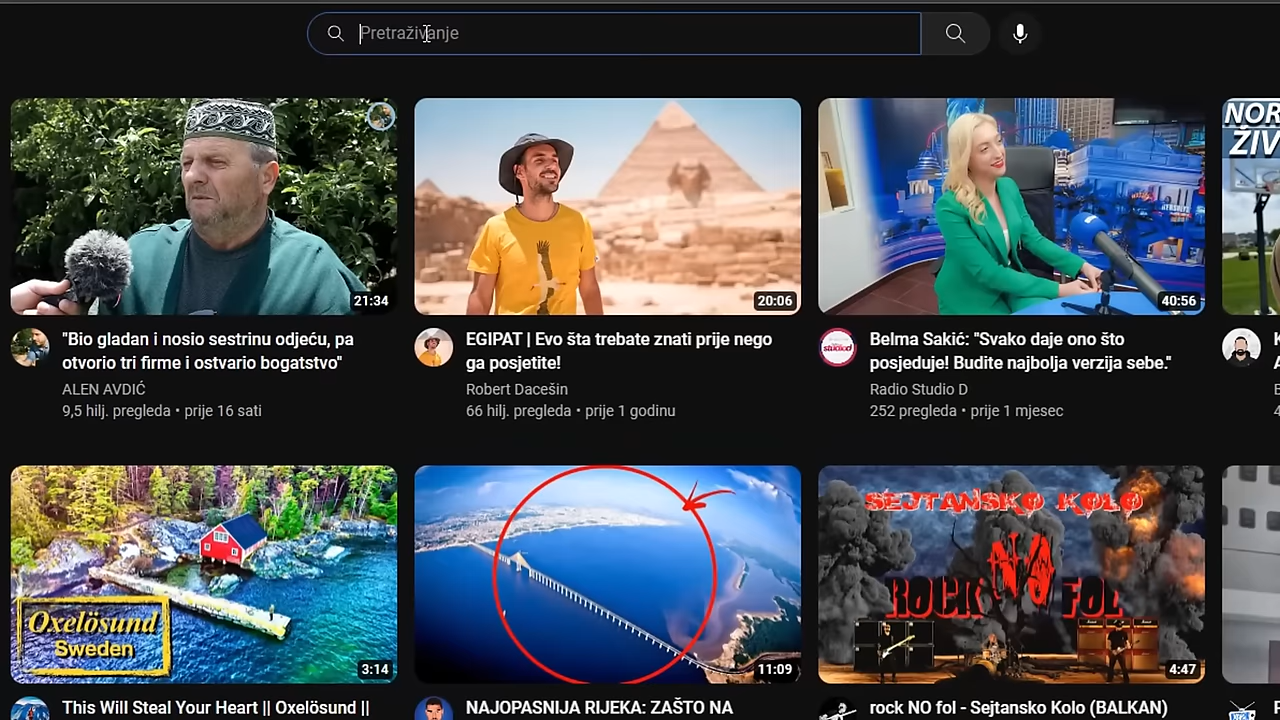 Pretraživanje
21:34
20:06
40:56
NOR
ŽIV
"Bio gladan i nosio sestrinu odjeću, pa
otvorio tri firme i ostvario bogatstvo"
ALEN AVDIĆ
9,5 hilj. pregleda • prije 16 sati
EGIPAT | Evo šta trebate znati prije nego
ga posjetite!
Robert Dacešin
66 hilj. pregleda • prije 1 godinu
Belma Sakić: "Svako daje ono što
posjeduje! Budite najbolja verzija sebe."
Radio Studio D
252 pregleda • prije 1 mjesec
Oxelösund
Sweden
3:14
11:09
SEJTANSKO KOLO
ROCK NO FOL
4:47
This Will Steal Your Heart || Oxelösund ||
NAJOPASNIJA RIJEKA: ZAŠTO NA
rock NO fol - Sejtansko Kolo (BALKAN)